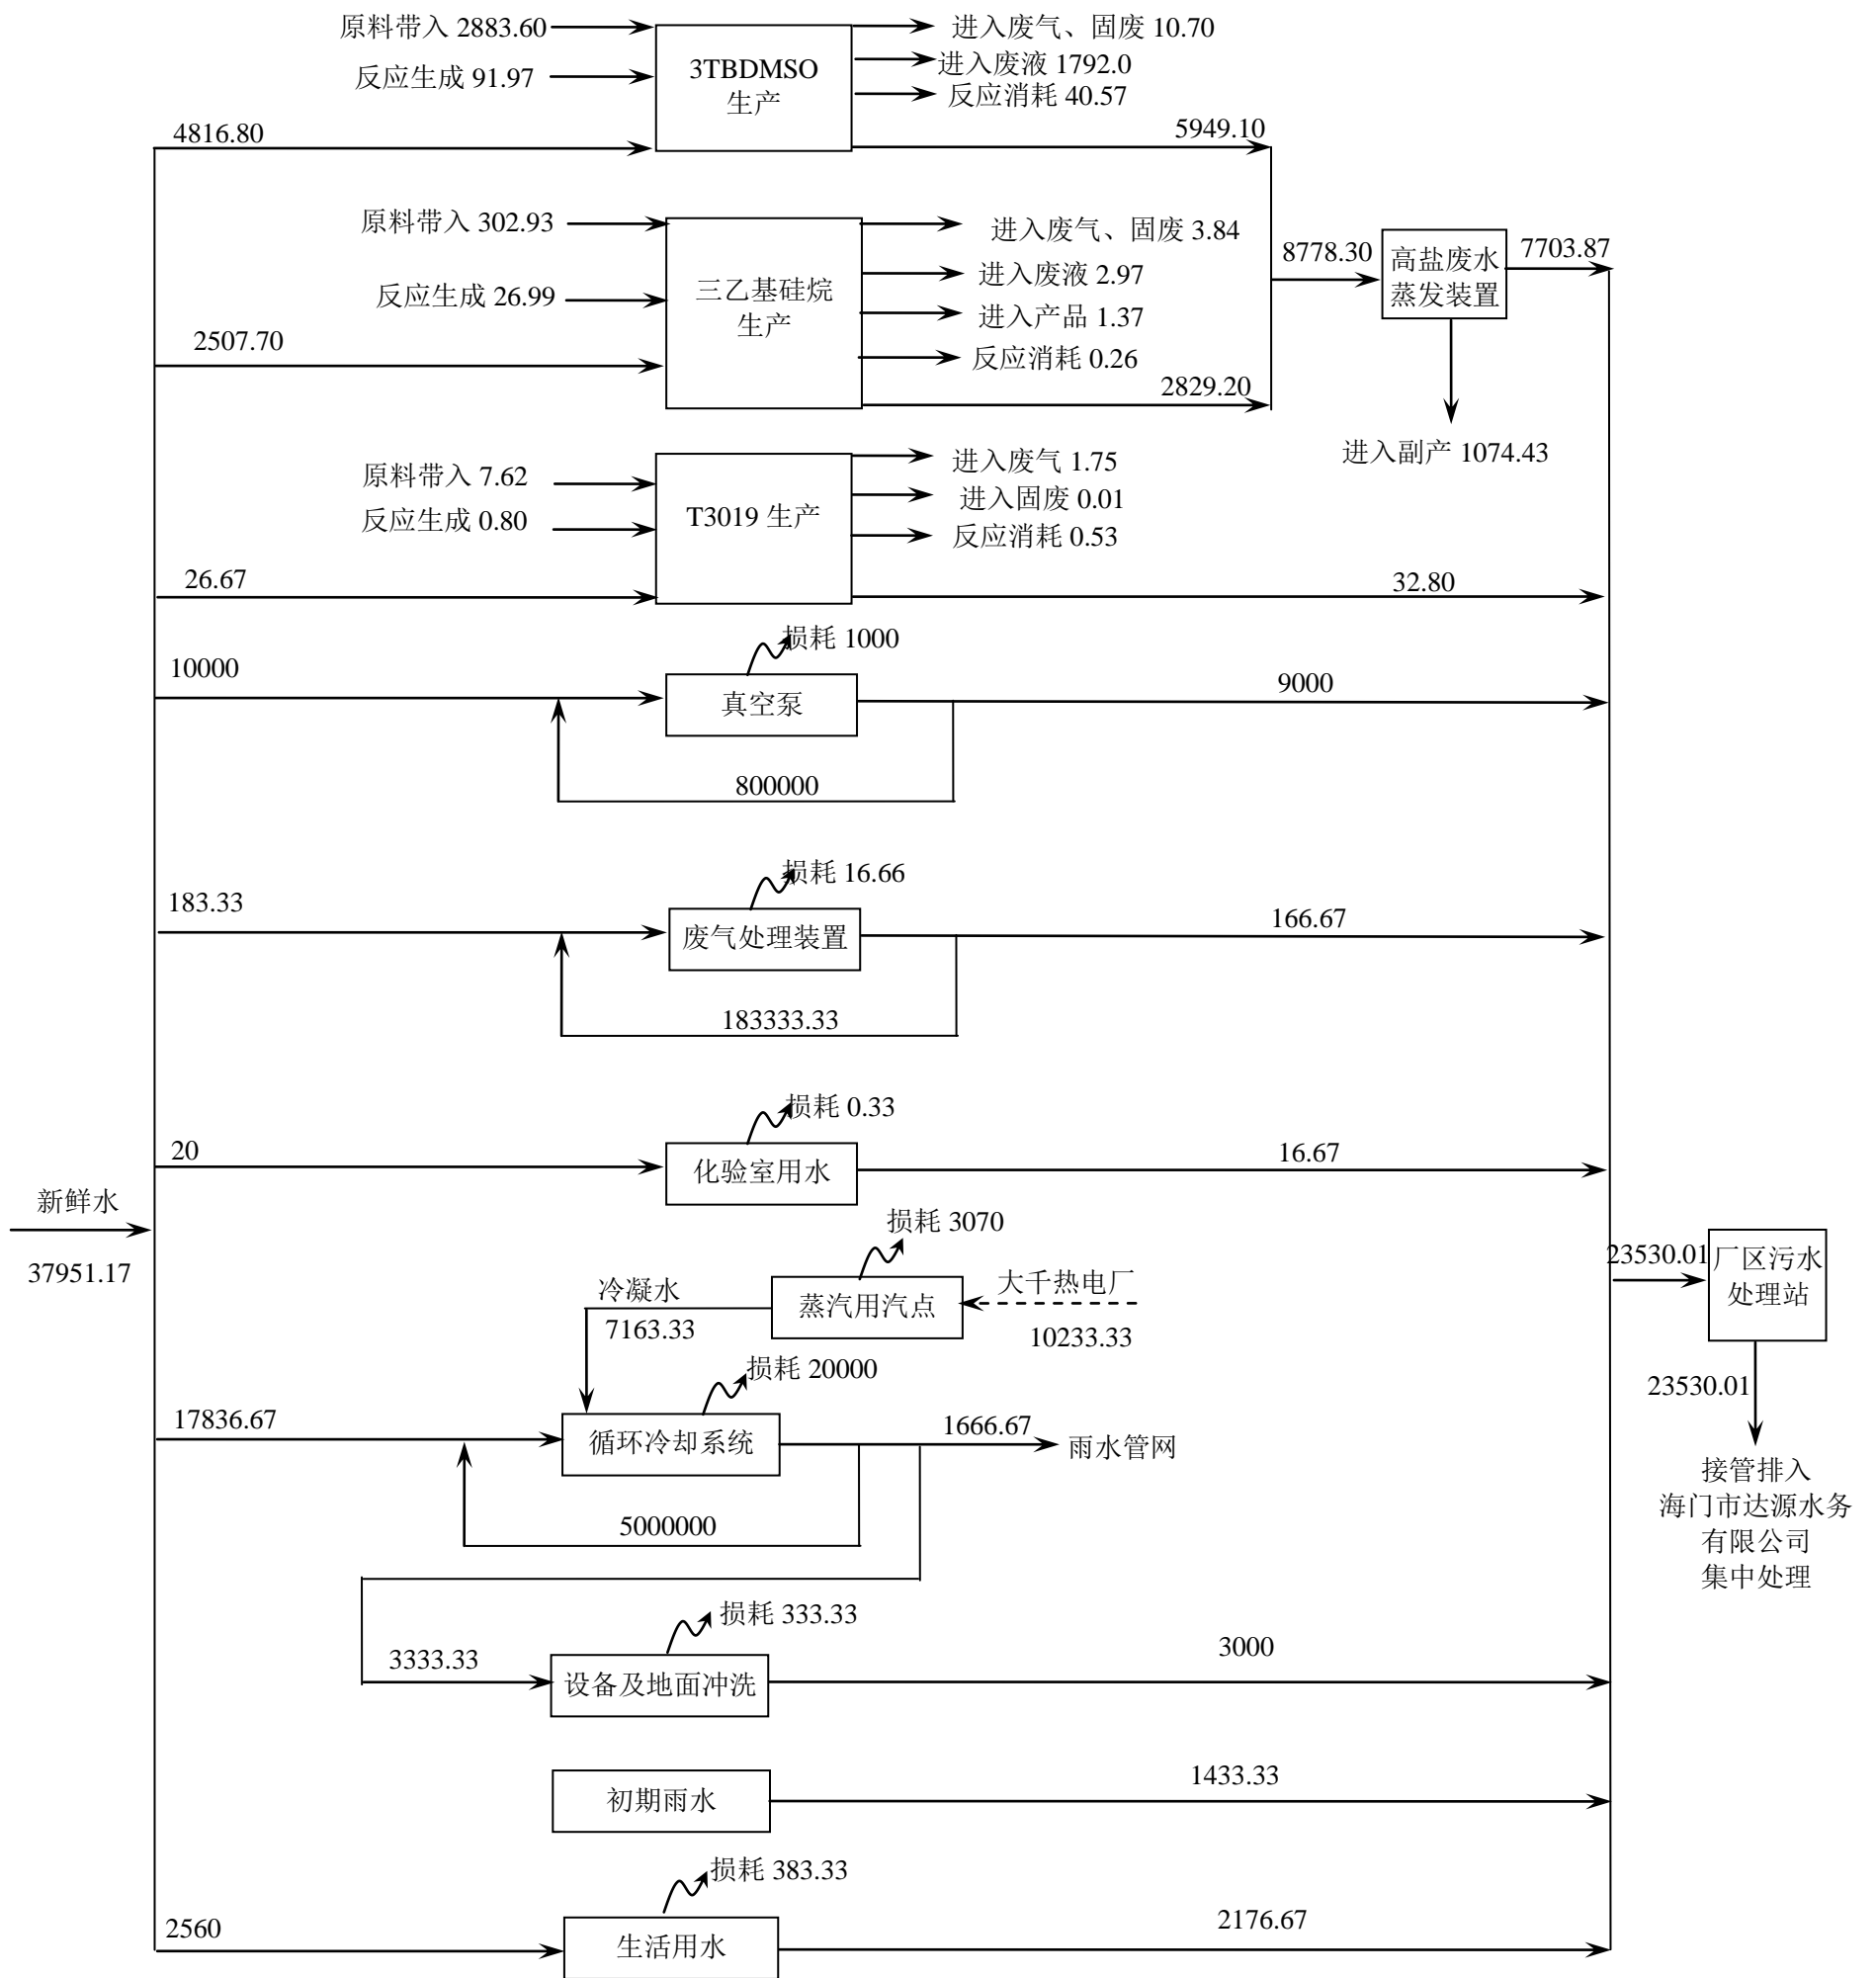 原料带入 2883.60
进入废气、固废 10.70
3TBDMSO
生产
进入废液 1792.0
反应生成 91.97
反应消耗 40.57
4816.80
5949.10
原料带入 302.93
进入废气、固废 3.84
8778.30
高盐废水
蒸发装置
7703.87
进入废液 2.97
反应生成 26.99
三乙基硅烷
生产
进入产品 1.37
2507.70
反应消耗 0.26
2829.20
进入副产 1074.43
原料带入 7.62
进入废气 1.75
进入固废 0.01
反应生成 0.80
T3019 生产
反应消耗 0.53
26.67
32.80
损耗 1000
10000
真空泵
9000
800000
损耗 16.66
183.33
废气处理装置
166.67
183333.33
损耗 0.33
20
化验室用水
16.67
新鲜水
37951.17
损耗 3070
冷凝水
7163.33
蒸汽用汽点
大千热电厂
10233.33
23530.01
厂区污水
处理站
损耗 20000
23530.01
17836.67
循环冷却系统
1666.67
雨水管网
接管排入
海门市达源水务
有限公司
集中处理
5000000
损耗 333.33
3333.33
设备及地面冲洗
3000
初期雨水
1433.33
损耗 383.33
2560
生活用水
2176.67